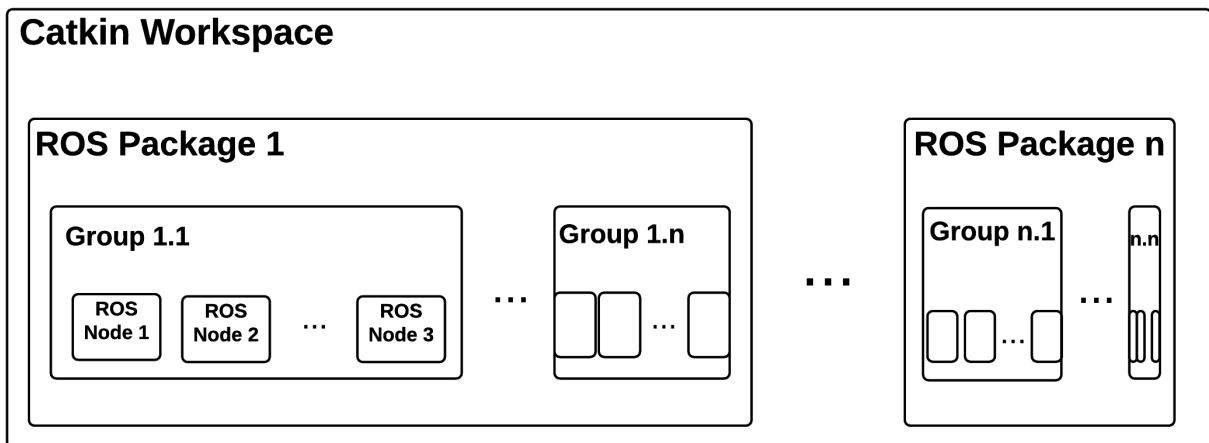 Catkin Workspace
ROS Package 1
ROS Package n
Group 1.1
Group 1.n
Group n.1
n.n
ROS
Node 1
ROS
Node 2
...
ROS
Node 3
...
...
...
...
...